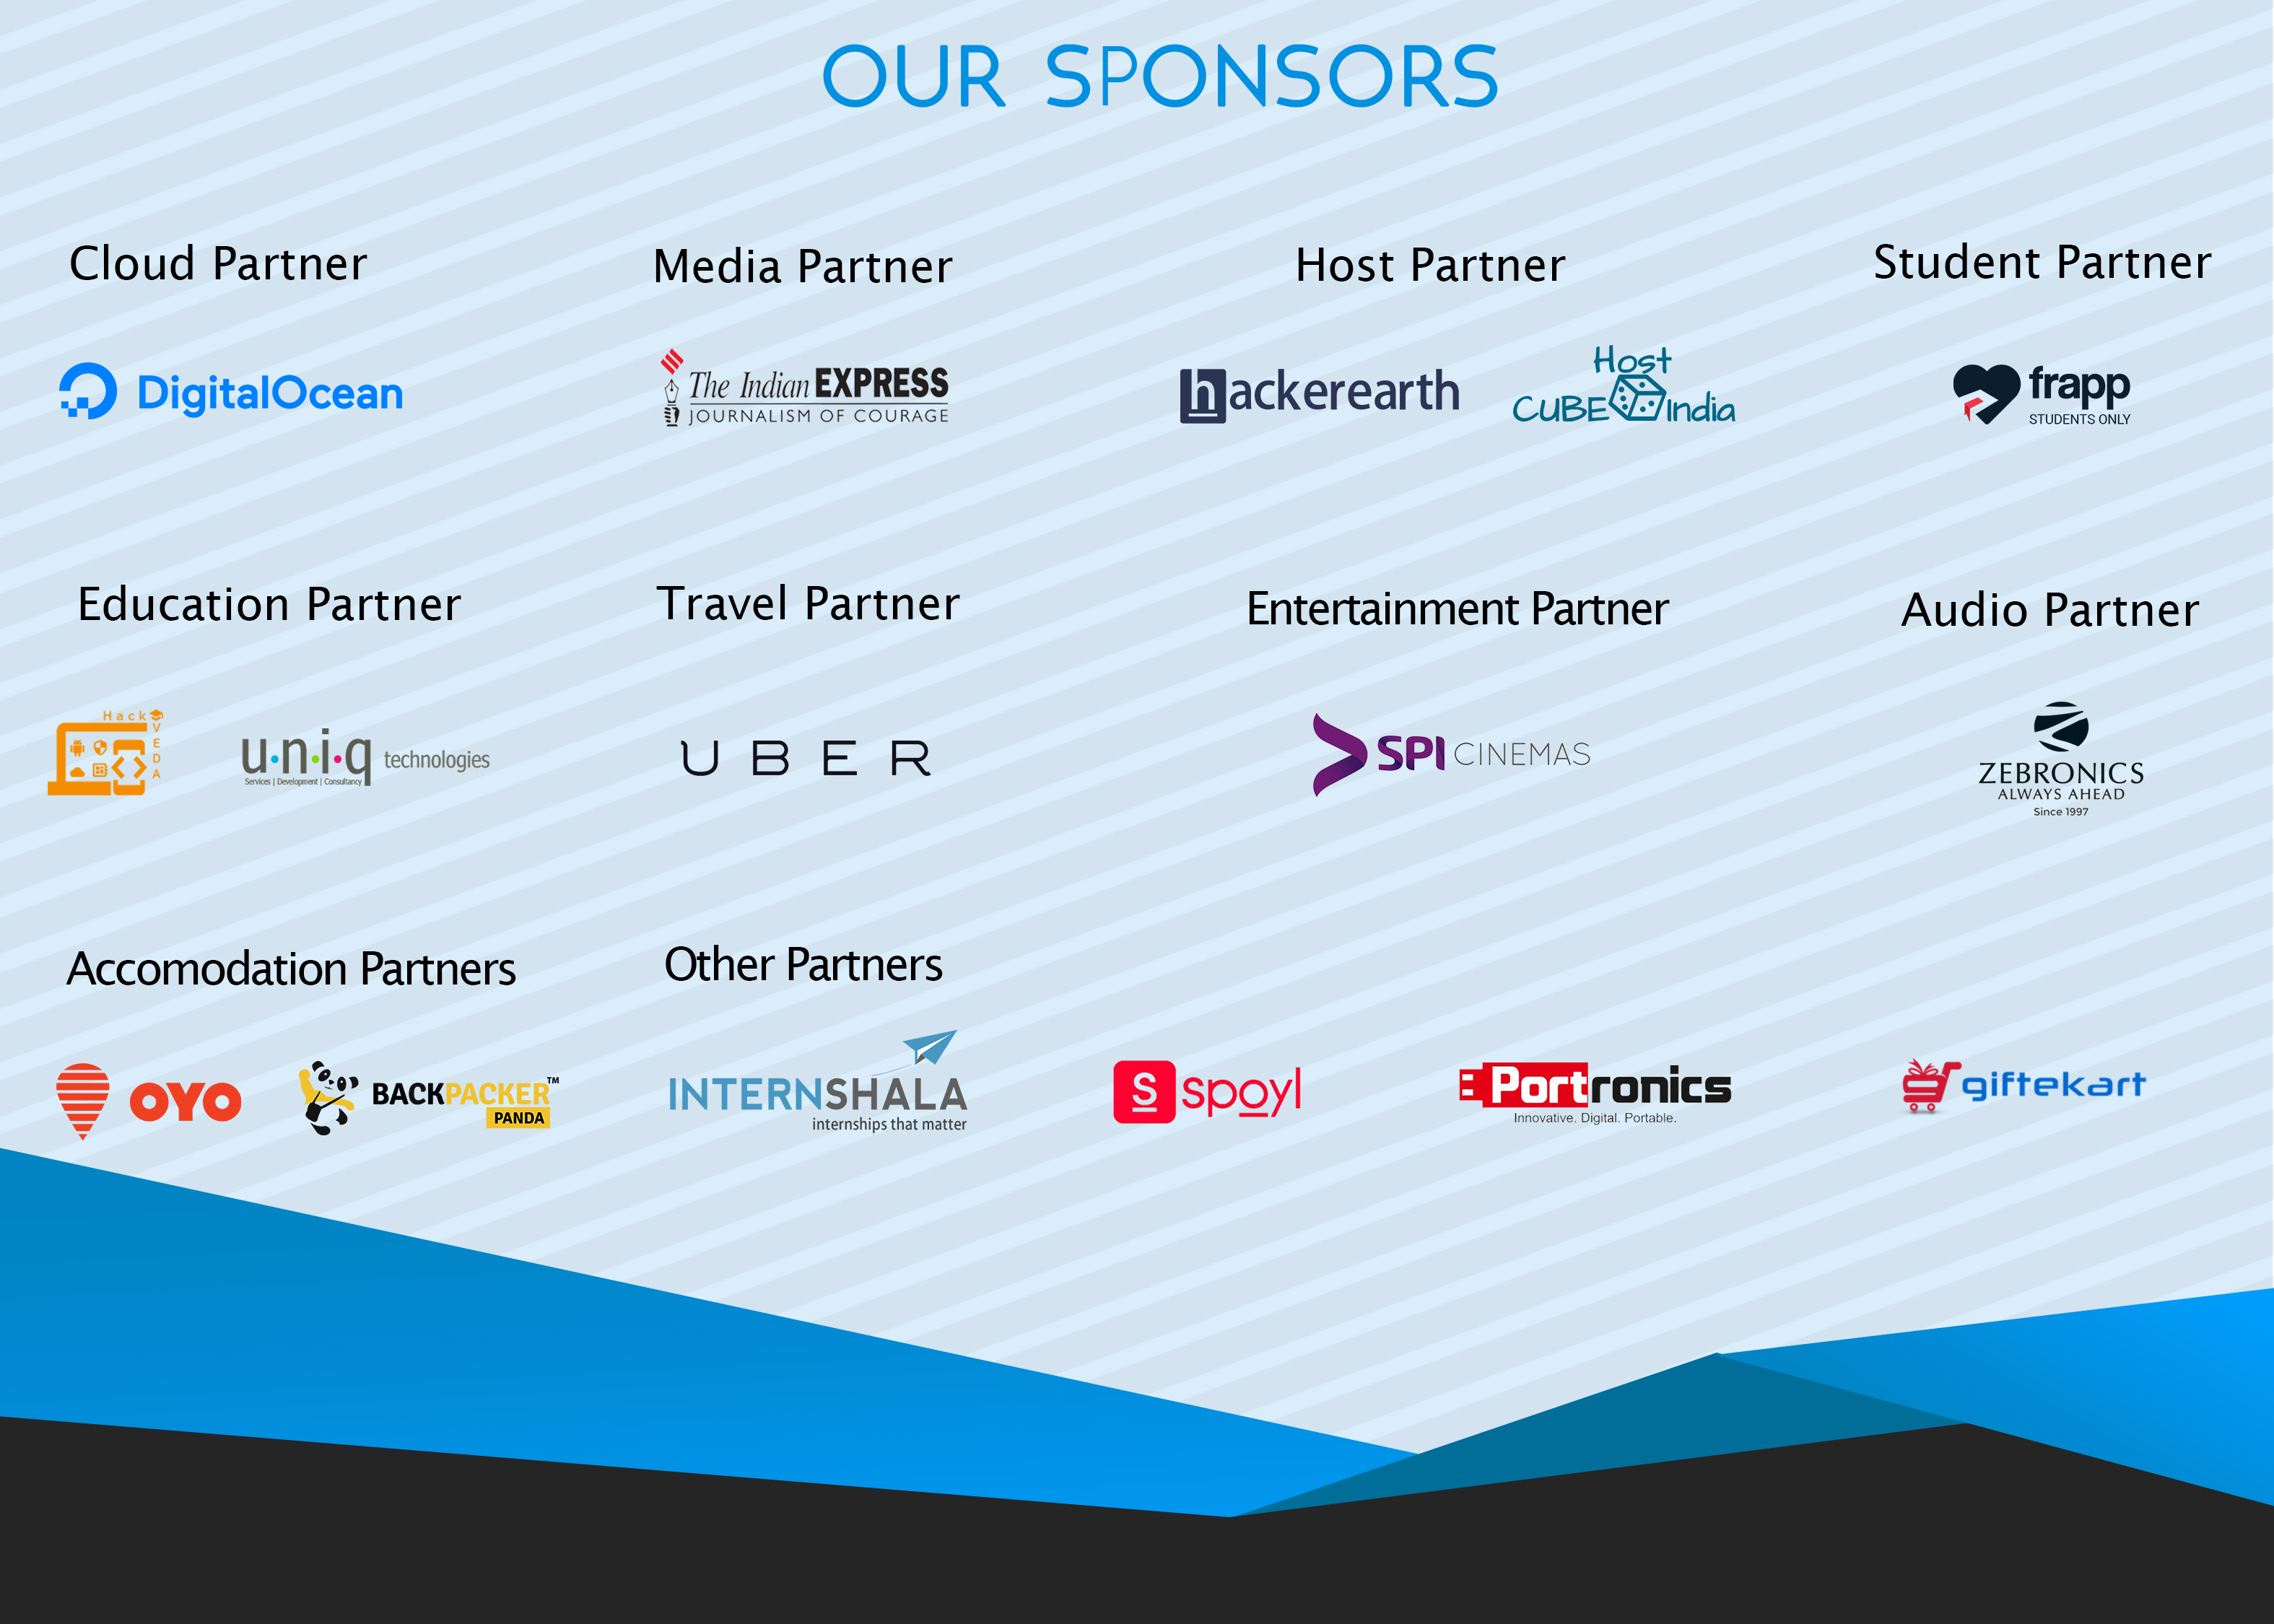 OUR SPONSORS
Cloud Partner
DigitalOcean
Media Partner
The Indian EXPRESS
JOURNALISM OF COURAGE
Host Partner
hackerearth
Host
CUBE India
Student Partner
frapp
STUDENTS ONLY
Education Partner
Hack
VEDA
u·n·i·q technologies
Services | Development | Consultancy
Travel Partner
UBER
Entertainment Partner
SPI CINEMAS
Audio Partner
ZEBRONICS
ALWAYS AHEAD
Since 1997
Accomodation Partners
OYO
BACKPACKER™
PANDA
Other Partners
INTERNSHALA
internships that matter
S spoyl
Portronics
Innovative. Digital. Portable.
giftekart